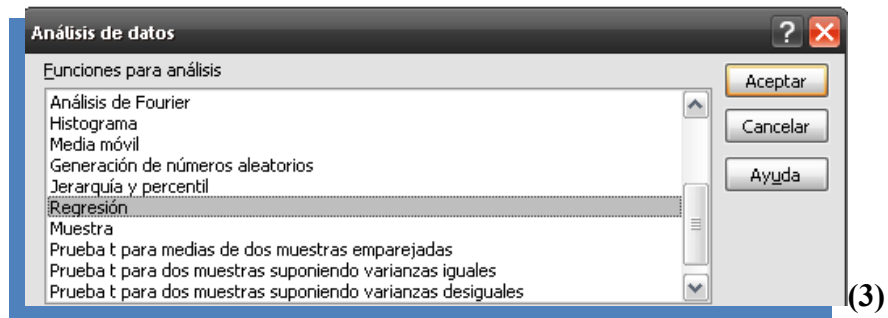 Análisis de datos
?
Funciones para análisis
Análisis de Fourier
Histograma
Media móvil
Generación de números aleatorios
Jerarquía y percentil
Regresión
Muestra
Prueba t para medias de dos muestras emparejadas
Prueba t para dos muestras suponiendo varianzas iguales
Prueba t para dos muestras suponiendo varianzas desiguales
Aceptar
Cancelar
Ayuda
(3)